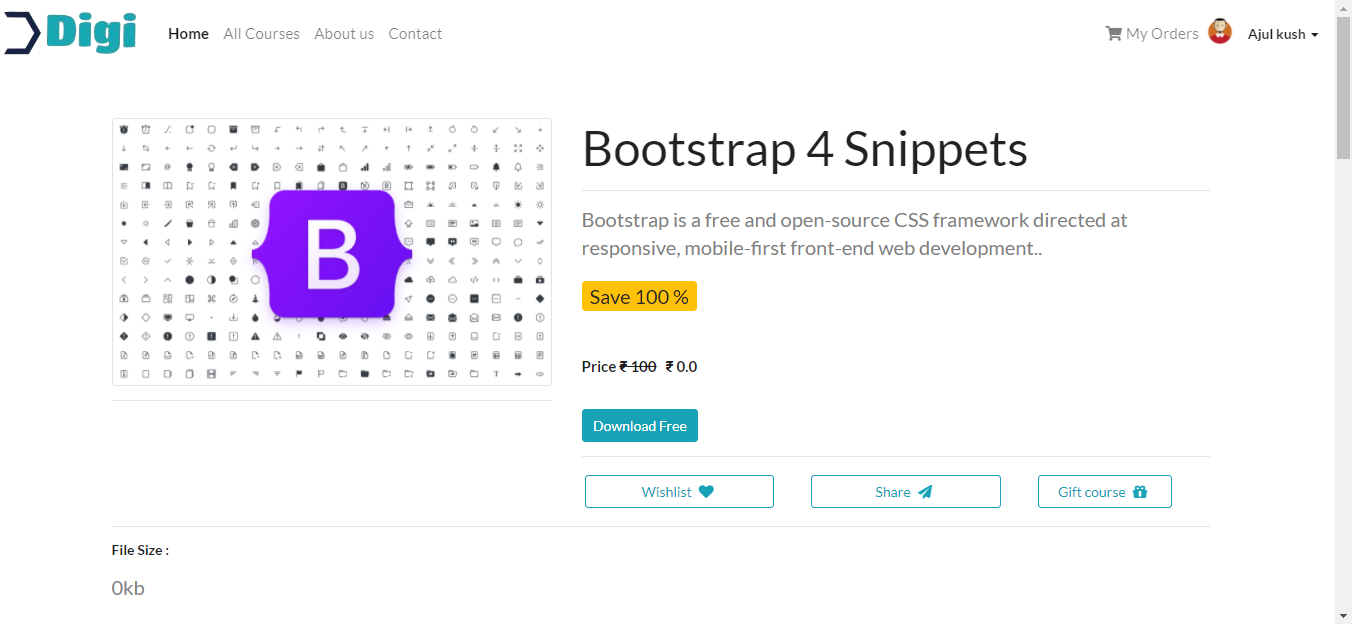 Digi
Home All Courses About us Contact
My Orders Ajul kush
B
Bootstrap 4 Snippets
Bootstrap is a free and open-source CSS framework directed at
responsive, mobile-first front-end web development..
Save 100 %
Price ₹ 100 ₹ 0.0
Download Free
Wishlist Share Gift course
File Size :
0kb